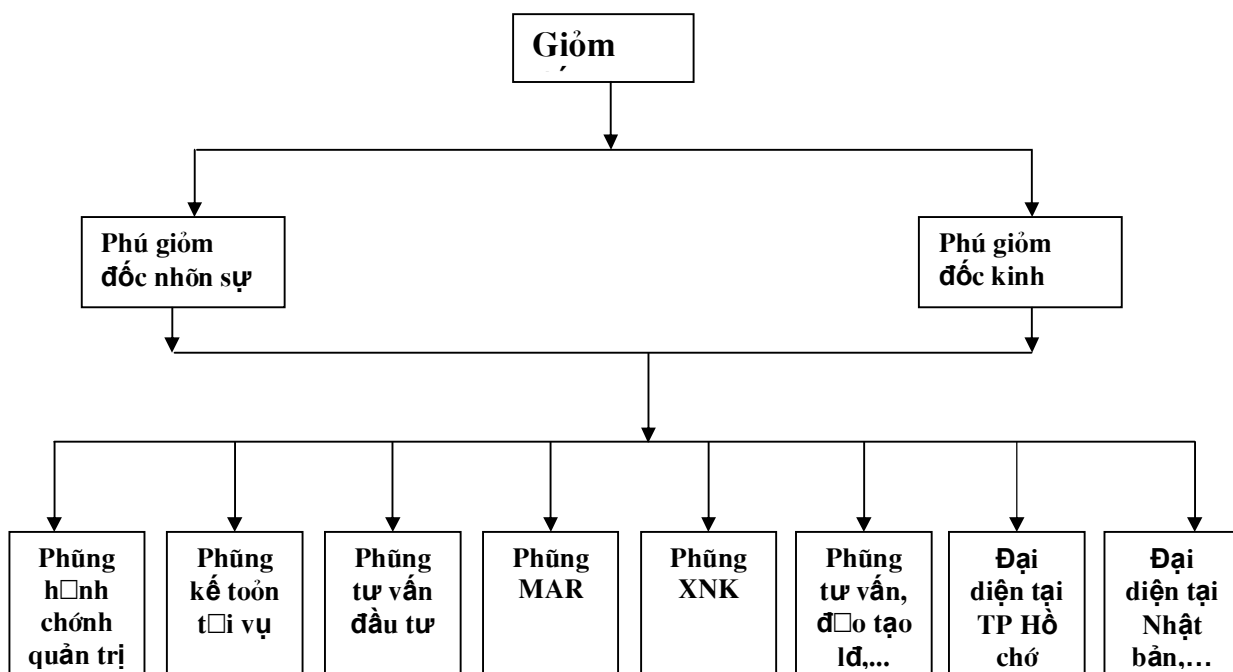 Giỏm
Phú giỏm
đốc nhõn sự
Phú giỏm
đốc kinh
Phũng
h□nh
chớnh
quản trị
Phũng
kế toỏn
t□i vụ
Phũng
tư vấn
đầu tư
Phũng
MAR
Phũng
XNK
Phũng
tư vấn,
đ□o tạo
lđ,...
Đại
diện tại
TP Hồ
chớ
Đại
diện tại
Nhật
bản,...